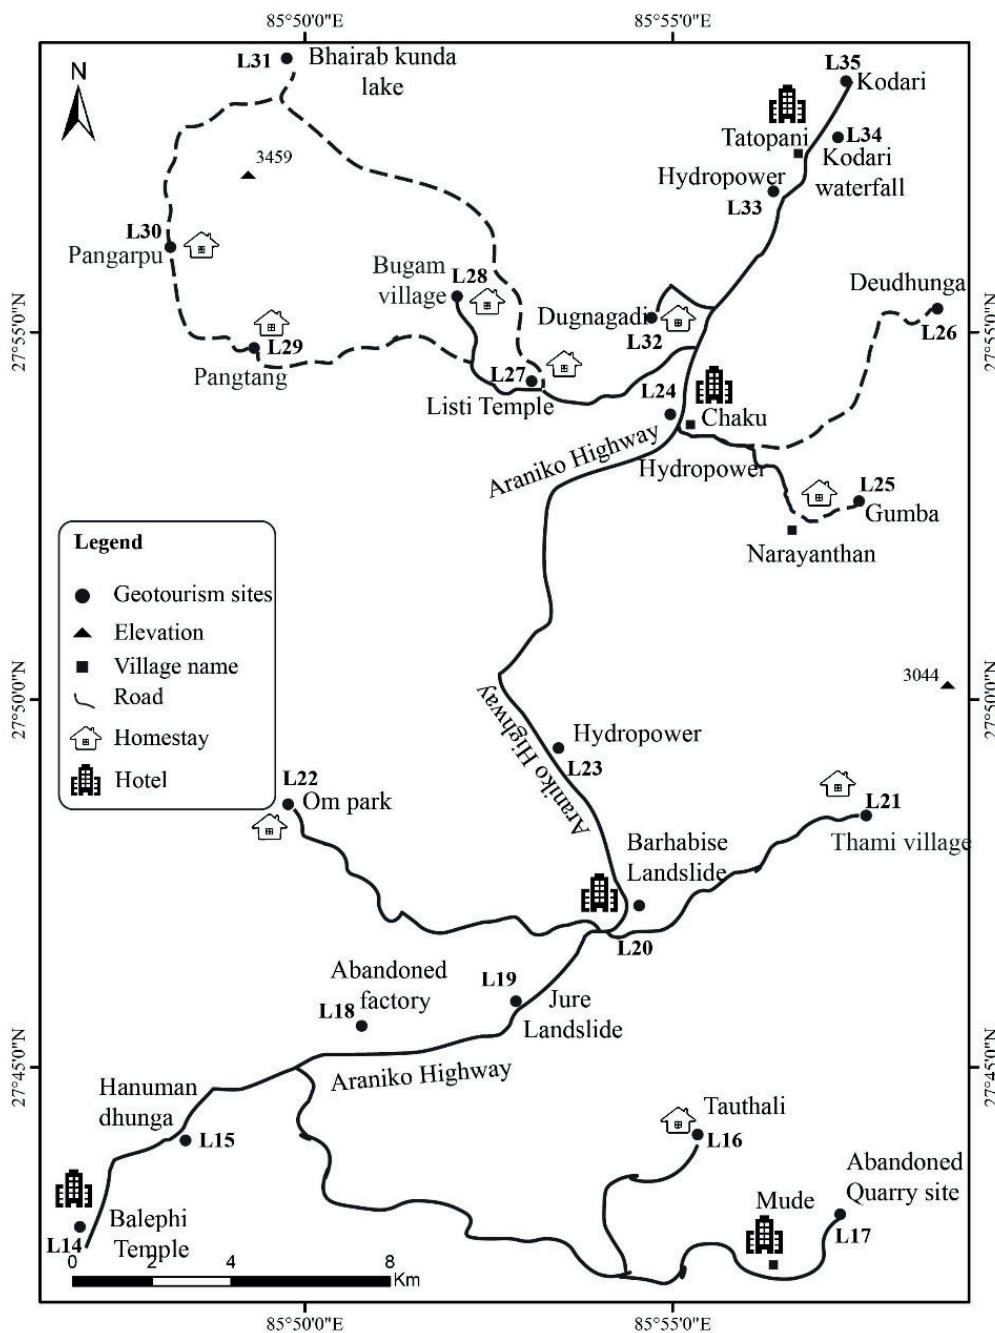 85°50'0"E
85°55'0"E
N
L31
Bhairab kunda
lake
L35
Kodari
3459
Tatopani
L34
Kodari
waterfall
Hydropower
L33
L30
Pangarpu
Bugam
village
L28
Deudhunga
L26
27°55'0"N
27°55'0"N
Dugnagadi
L32
L29
Pangtang
L27
Listi Temple
L24
Chaku
Araniko Highway
Hydropower
L25
Gumba
Narayanthan
Legend
Geotourism sites
Elevation
Village name
Road
Homestay
Hotel
3044
27°50'0"N
27°50'0"N
Araniko Highway
Hydropower
L23
L22
Om park
L21
Thami village
Barhabise
Landslide
L20
Abandoned
factory
L18
L19
Jure
Landslide
27°45'0"N
27°45'0"N
Araniko Highway
Hanuman
dhunga
L15
Tauthali
L16
Abandoned
Quarry site
L17
Mude
L14
Balephi
Temple
0 2 4 8
Km
85°50'0"E
85°55'0"E